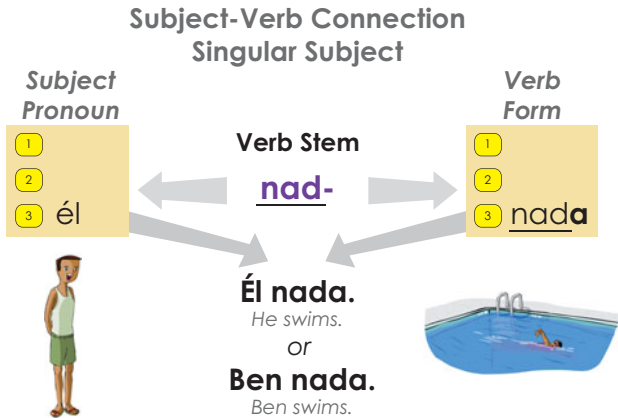 Subject-Verb Connection
Singular Subject
Subject
Pronoun
Verb
Form
1
2
3 él
Verb Stem
nad-
1
2
3 nada
Él nada.
He swims.
or
Ben nada.
Ben swims.